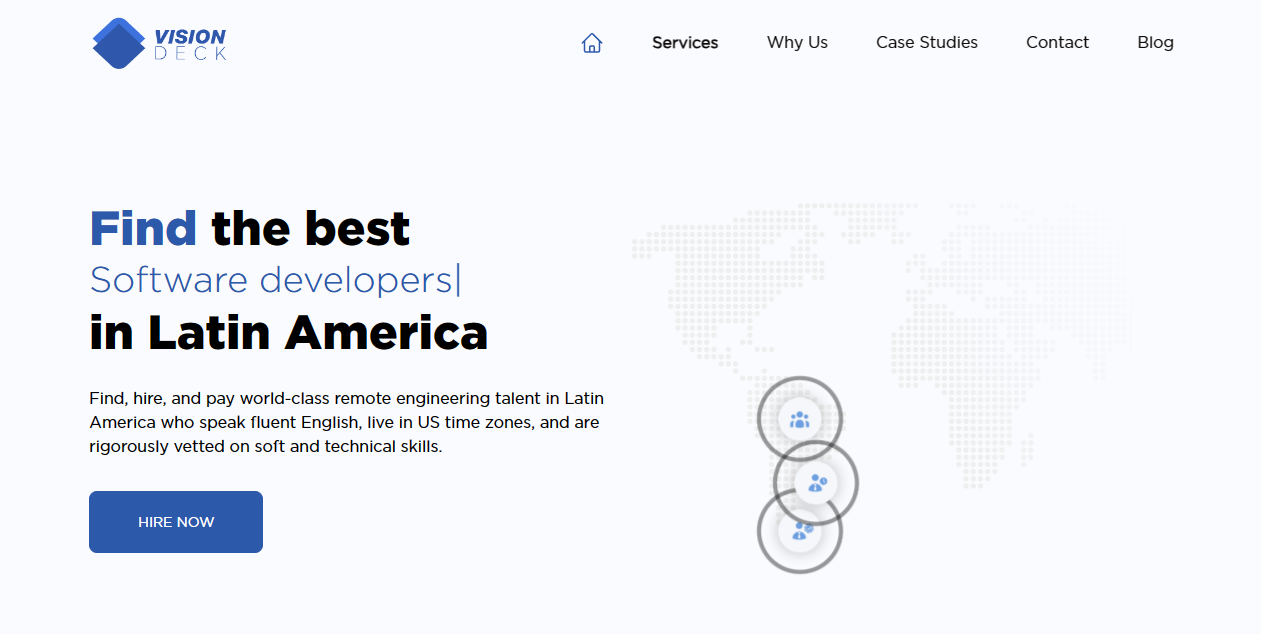 VISION
DECK
Services
Why Us
Case Studies
Contact
Blog
Find the best
Software developers|
in Latin America
Find, hire, and pay world-class remote engineering talent in Latin
America who speak fluent English, live in US time zones, and are
rigorously vetted on soft and technical skills.
HIRE NOW